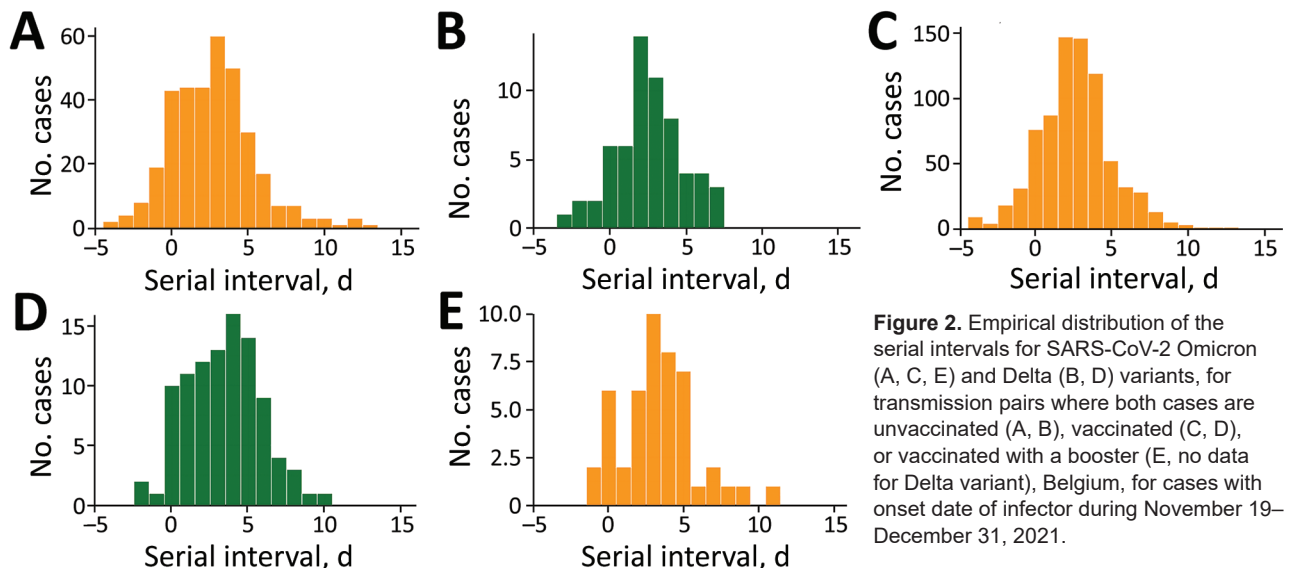 A
60
40
20
0
No. cases
−5
0
5
10
15
Serial interval, d
B
10
5
0
No. cases
−5
0
5
10
15
Serial interval, d
C
150
100
50
0
No. cases
−5
0
5
10
15
Serial interval, d
D
15
10
5
0
No. cases
−5
0
5
10
15
Serial interval, d
E
10.0
7.5
5.0
2.5
0
No. cases
−5
0
5
10
15
Serial interval, d
Figure 2. Empirical distribution of the
serial intervals for SARS-CoV-2 Omicron
(A, C, E) and Delta (B, D) variants, for
transmission pairs where both cases are
unvaccinated (A, B), vaccinated (C, D),
or vaccinated with a booster (E, no data
for Delta variant), Belgium, for cases with
onset date of infector during November 19–
December 31, 2021.